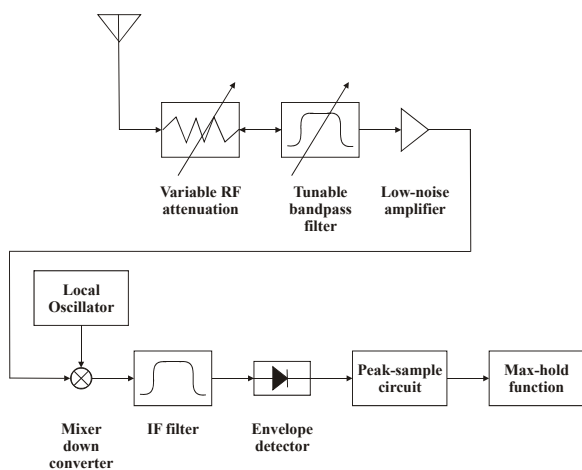 Variable RF
attenuation
Tunable
bandpass
filter
Low-noise
amplifier
Local
Oscillator
Mixer
down
converter
IF filter
Envelope
detector
Peak-sample
circuit
Max-hold
function